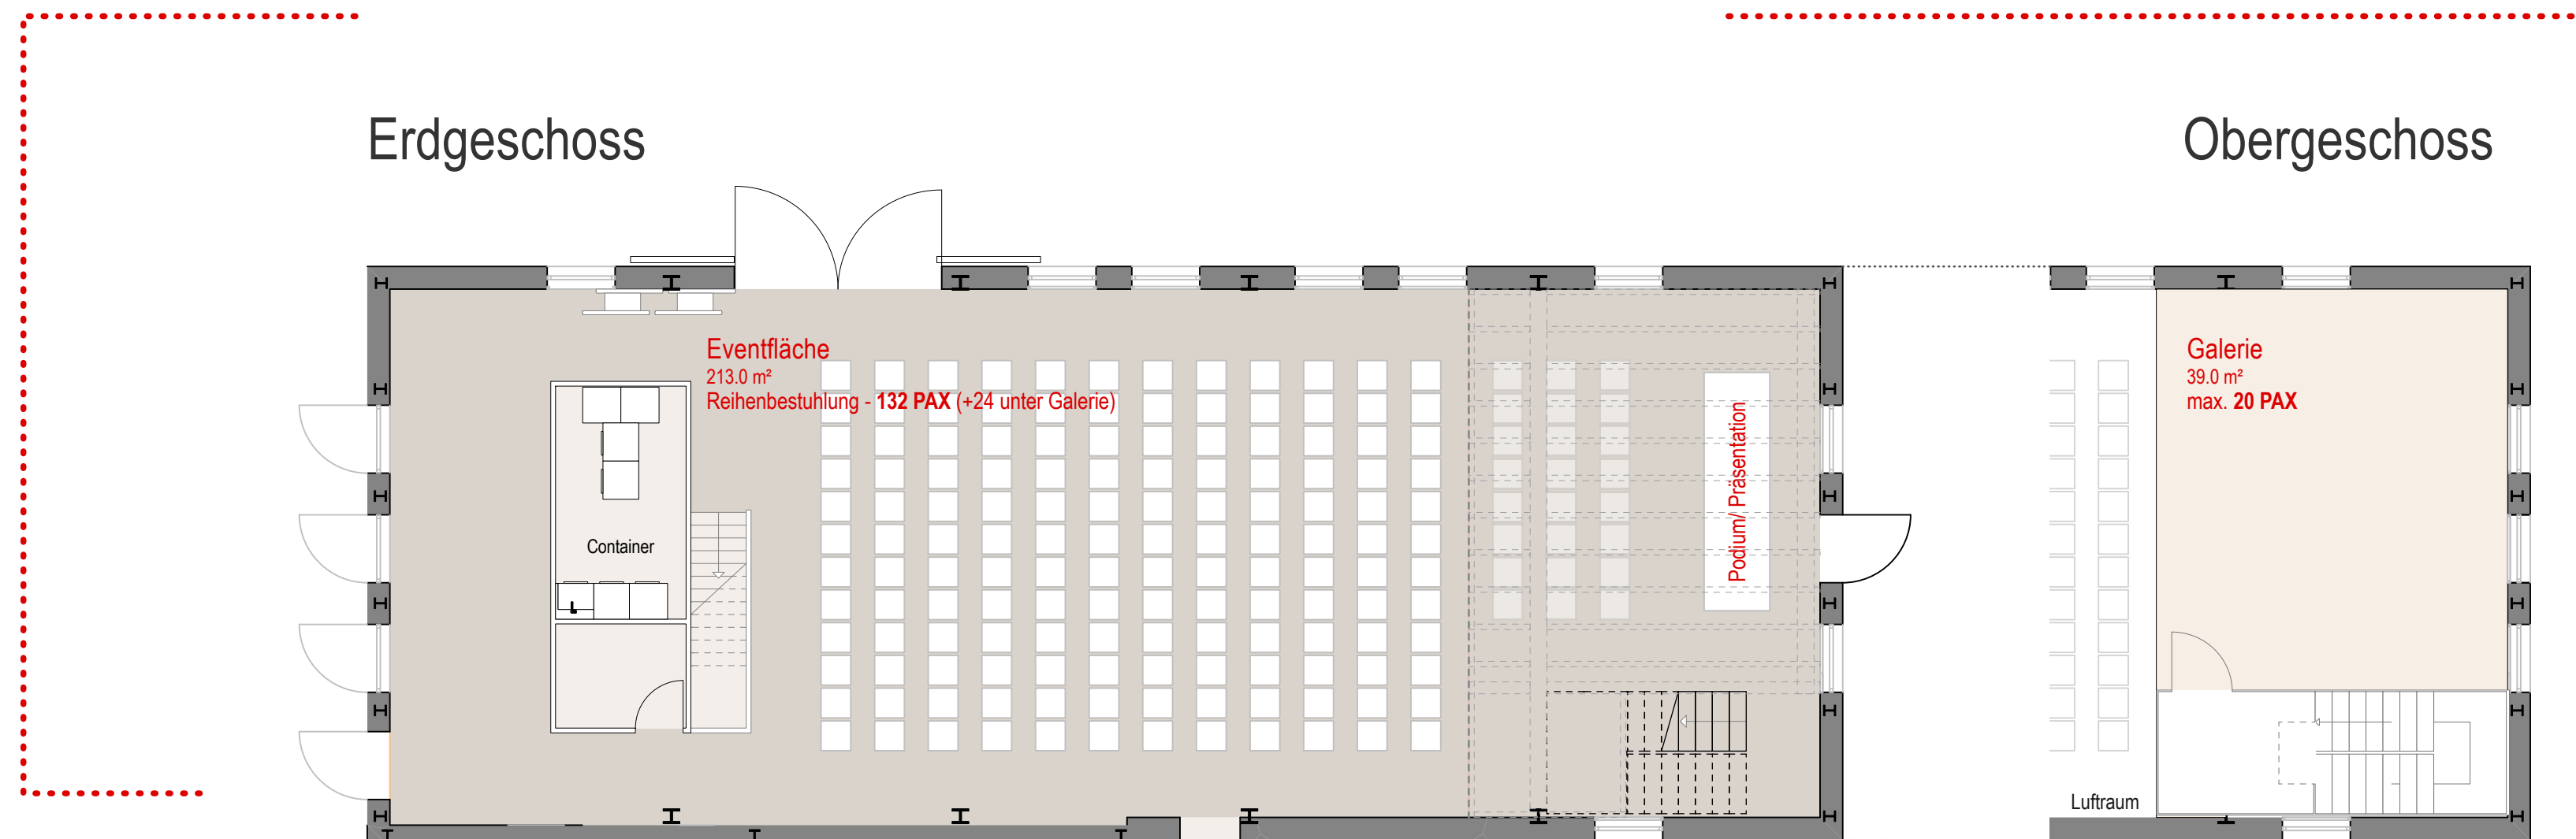 Erdgeschoss
Obergeschoss
Eventfläche
213.0 m²
Reihenbestuhlung - 132 PAX (+24 unter Galerie)
Container
Podium/ Präsentation
Galerie
39.0 m²
max. 20 PAX
Luftraum